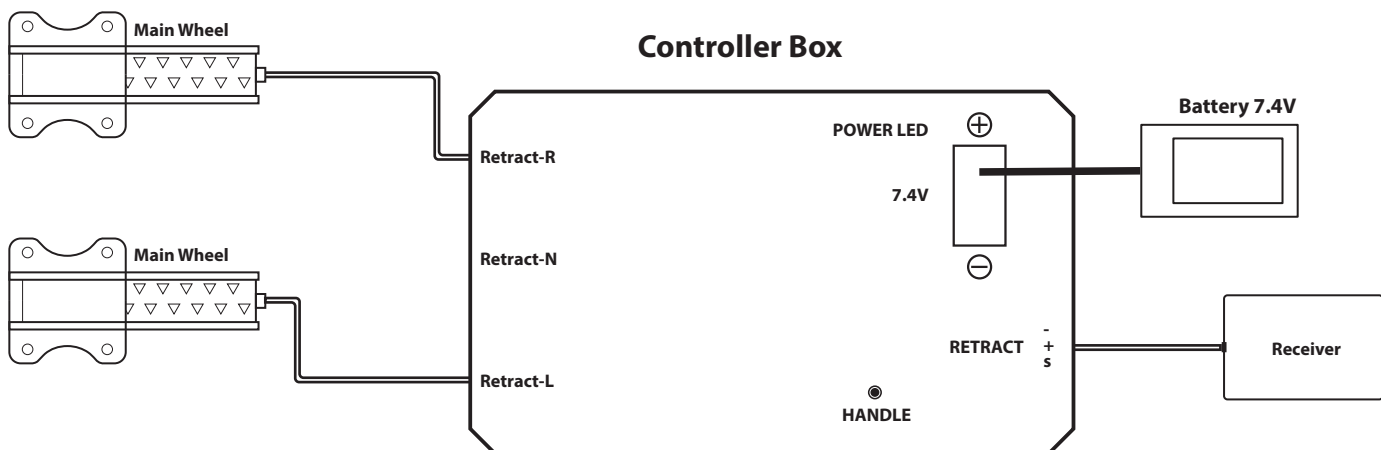 Main Wheel
Controller Box
Battery 7.4V
POWER LED
+
Retract-R
7.4V
Main Wheel
Retract-N
−
-
RETRACT +
s
Receiver
Retract-L
HANDLE